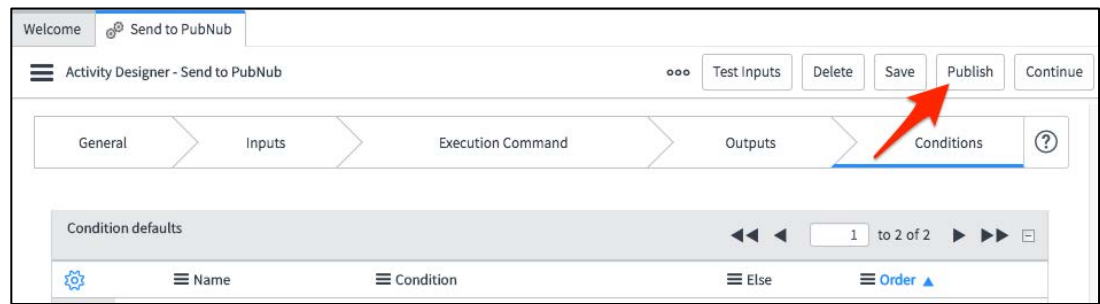 Welcome Send to PubNub
Activity Designer - Send to PubNub Test Inputs Delete Save Publish Continue
General Inputs Execution Command Outputs Conditions ?
Condition defaults 1 to 2 of 2
Name Condition Else Order